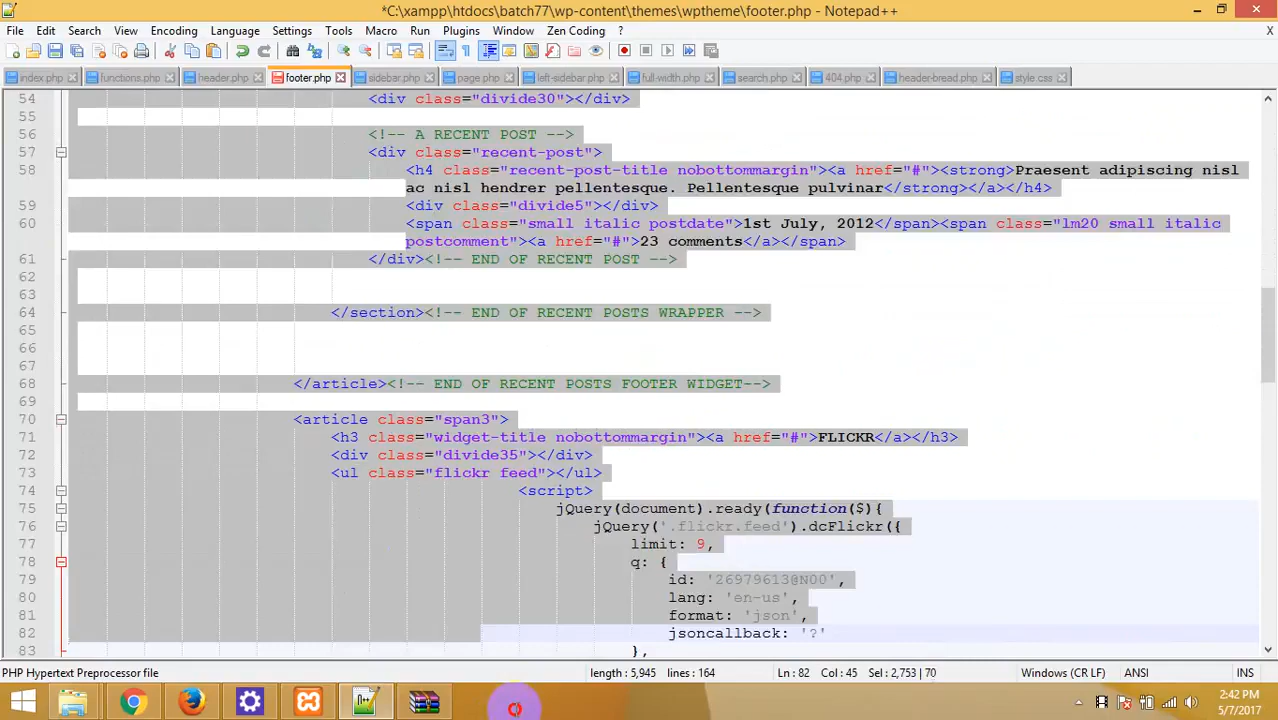 *C:\xampp\htdocs\batch77\wp-content\themes\wptheme\footer.php - Notepad++
File Edit Search View Encoding Language Settings Tools Macro Run Plugins Window Zen Coding ? X
index.php functions.php header.php footer.php sidebar.php page.php left-sidebar.php full-width.php search.php 404.php header-bread.php style.css
54 <div class="divide30"></div>
55
56 <!-- A RECENT POST -->
57 <div class="recent-post">
58 <h4 class="recent-post-title nobottommargin"><a href="#"><strong>Praesent adipiscing nisl
ac nisl hendrer pellentesque. Pellentesque pulvinar</strong></a></h4>
59 <div class="divide5"></div>
60 <span class="small italic postdate">1st July, 2012</span><span class="lm20 small italic
postcomment"><a href="#">23 comments</a></span>
61 </div><!-- END OF RECENT POST -->
62
63
64 </section><!-- END OF RECENT POSTS WRAPPER -->
65
66
67
68 </article><!-- END OF RECENT POSTS FOOTER WIDGET-->
69
70 <article class="span3">
71 <h3 class="widget-title nobottommargin"><a href="#">FLICKR</a></h3>
72 <div class="divide35"></div>
73 <ul class="flickr feed"></ul>
74 <script>
75 jQuery(document).ready(function($){
76 jQuery('.flickr.feed').dcFlickr({
77 limit: 9,
78 q: {
79 id: '26979613@N00',
80 lang: 'en-us',
81 format: 'json',
82 jsoncallback: '?'
83 },
PHP Hypertext Preprocessor file length : 5,945 lines : 164 Ln : 82 Col : 45 Sel : 2,753 | 70 Windows (CR LF) ANSI INS
2:42 PM
5/7/2017